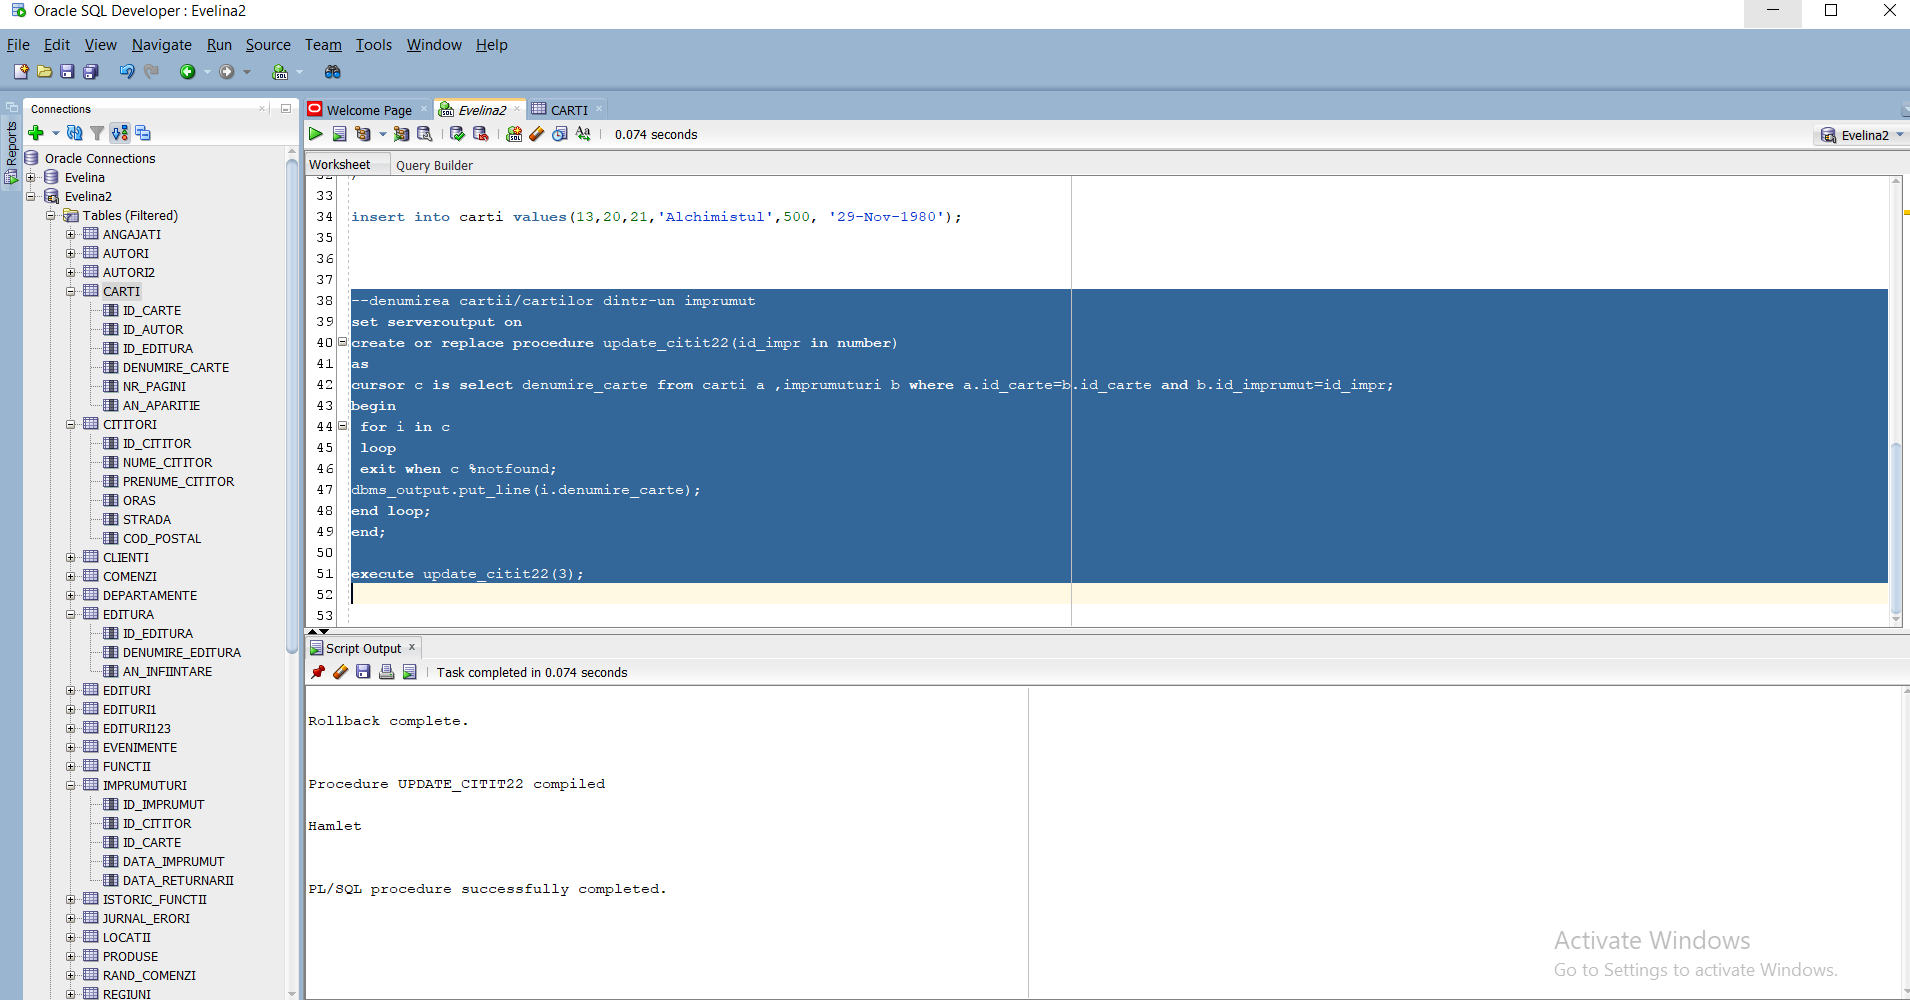 Oracle SQL Developer : Evelina2
File Edit View Navigate Run Source Team Tools Window Help
Reports
Connections
Oracle Connections
Evelina
Evelina2
Tables (Filtered)
ANGAJATI
AUTORI
AUTORI2
CARTI
ID_CARTE
ID_AUTOR
ID_EDITURA
DENUMIRE_CARTE
NR_PAGINI
AN_APARITIE
CITITORI
ID_CITITOR
NUME_CITITOR
PRENUME_CITITOR
ORAS
STRADA
COD_POSTAL
CLIENTI
COMENZI
DEPARTAMENTE
EDITURA
ID_EDITURA
DENUMIRE_EDITURA
AN_INFIINTARE
EDITURI
EDITURI1
EDITURI123
EVENIMENTE
FUNCTII
IMPRUMUTURI
ID_IMPRUMUT
ID_CITITOR
ID_CARTE
DATA_IMPRUMUT
DATA_RETURNARII
ISTORIC_FUNCTII
JURNAL_ERORI
LOCATII
PRODUSE
RAND_COMENZI
REGIUNI
Welcome Page Evelina2 CARTI
0.074 seconds
Evelina2
Worksheet Query Builder
33
34 insert into carti values(13,20,21,'Alchimistul',500, '29-Nov-1980');
35
36
37
38 --denumirea cartii/cartilor dintr-un imprumut
39 set serveroutput on
40 create or replace procedure update_citit22(id_impr in number)
41 as
42 cursor c is select denumire_carte from carti a ,imprumuturi b where a.id_carte=b.id_carte and b.id_imprumut=id_impr;
43 begin
44 for i in c
45 loop
46 exit when c %notfound;
47 dbms_output.put_line(i.denumire_carte);
48 end loop;
49 end;
50
51 execute update_citit22(3);
52
53
Script Output
Task completed in 0.074 seconds
Rollback complete.
Procedure UPDATE_CITIT22 compiled
Hamlet
PL/SQL procedure successfully completed.
Activate Windows
Go to Settings to activate Windows.